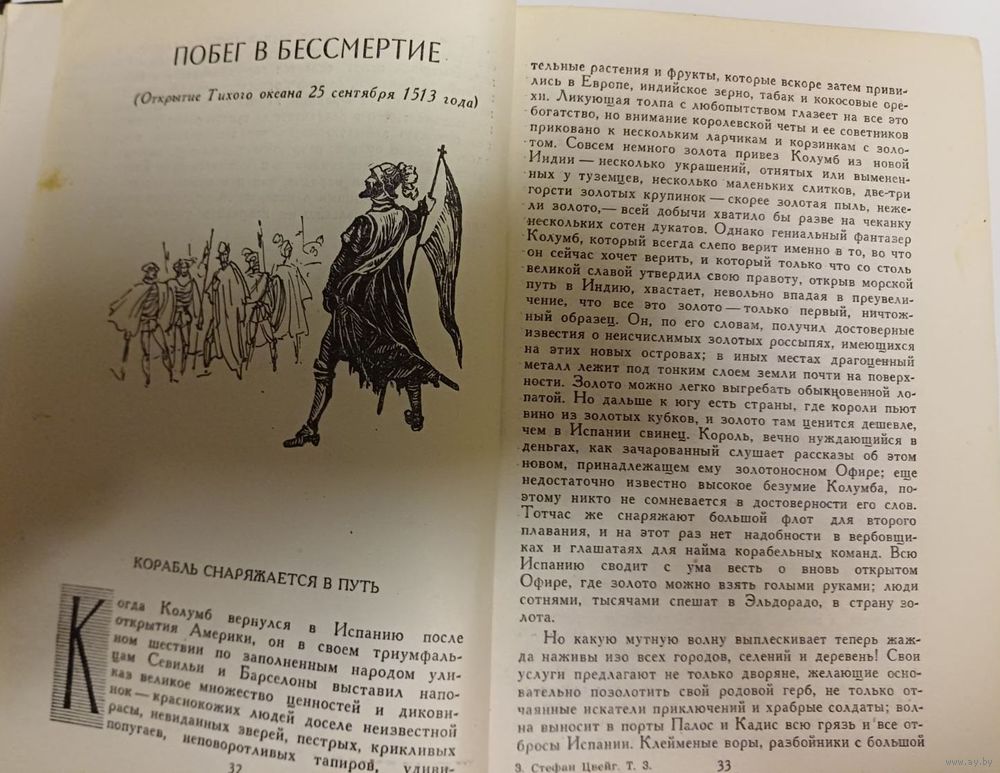 ПОБЕГ В БЕССМЕРТИЕ
(Открытие Тихого океана 25 сентября 1513 года)
КОРАБЛЬ СНАРЯЖАЕТСЯ В ПУТЬ
Когда Колумб вернулся в Испанию после
открытия Америки, он в своем триумфаль-
ном шествии по заполненным народом ули-
цам Севильи и Барселоны выставил напо-
каз великое множество ценностей и дикови-
нок — краснокожих людей доселе неизвестной
расы, невиданных зверей, пестрых, крикливых
попугаев, неповоротливых тапиров, удиви-
32
тельные растения и фрукты, которые вскоре затем приви-
лись в Европе, индийское зерно, табак и кокосовые оре-
хи. Ликующая толпа с любопытством глазеет на все это
богатство, но внимание королевской четы и ее советников
приковано к нескольким ларчикам и корзинкам с золо-
том. Совсем немного золота привез Колумб из новой
Индии — несколько украшений, отнятых или вымен­ен-
ных у туземцев, несколько маленьких слитков, две-три
горсти золотых крупинок — скорее золотая пыль, неже-
ли золото,— всей добычи хватило бы разве на чеканку
нескольких сотен дукатов. Однако гениальный фантазер
Колумб, который всегда слепо верит именно в то, во что
он сейчас хочет верить, и который только что со столь
великой славой утвердил свою правоту, открыв морской
путь в Индию, хвастает, невольно впадая в преувели-
чение, что все это золото — только первый, ничтож-
ный образец. Он, по его словам, получил достоверные
известия о неисчислимых золотых россыпях, имеющихся
на этих новых островах; в иных местах драгоценный
металл лежит под тонким слоем земли почти на поверх-
ности. Золото можно легко выгребать обыкновенной ло-
патой. Но дальше к югу есть страны, где короли пьют
вино из золотых кубков, и золото там ценится дешевле,
чем в Испании свинец. Король, вечно нуждающийся в
деньгах, как зачарованный слушает рассказы об этом
новом, принадлежащем ему золотоносном Офире; еще
недостаточно известно высокое безумие Колумба, по-
этому никто не сомневается в достоверности его слов.
Тотчас же снаряжают большой флот для второго
плавания, и на этот раз нет надобности в вербовщи-
ках и глашатаях для найма корабельных команд. Всю
Испанию сводит с ума весть о вновь открытом
Офире, где золото можно взять голыми руками; люди
сотнями, тысячами спешат в Эльдорадо, в страну зо-
лота.
Но какую мутную волну выплескивает теперь жаж-
да наживы изо всех городов, селений и деревень! Свои
услуги предлагают не только дворяне, желающие осно-
вательно позолотить свой родовой герб, не только от-
чаянные искатели приключений и храбрые солдаты; вол-
на выносит в порты Палос и Кадис всю грязь и все от-
бросы Испании. Клейменые воры, разбойники с большой
3. Стефан Цвейг. Т. 3.
33
www.ay.by